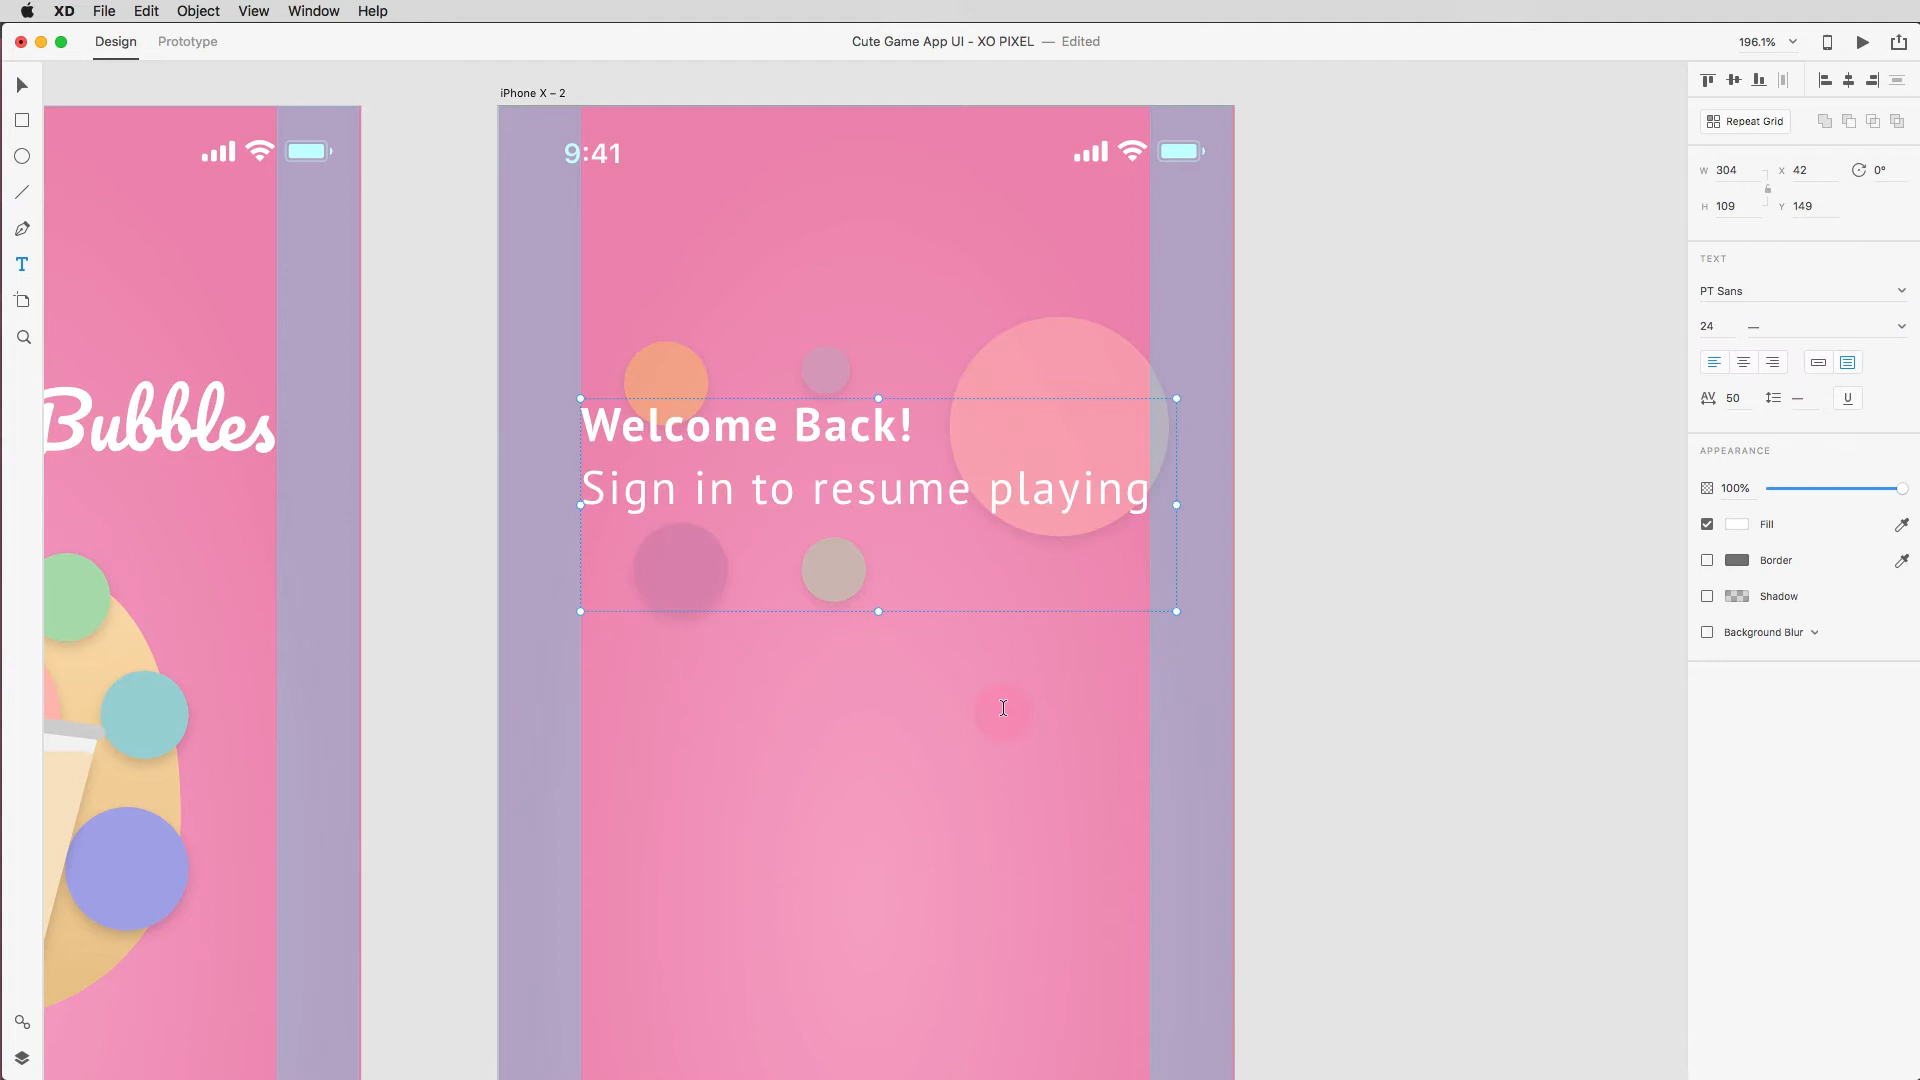 XD File Edit Object View Window Help
Design Prototype
Cute Game App UI - XO PIXEL — Edited
196.1%
iPhone X – 2
9:41
Bubbles
Welcome Back!
Sign in to resume playing
Repeat Grid
W 304 X 42 0°
H 109 Y 149
TEXT
PT Sans
24 —
AV 50 — U
APPEARANCE
100%
Fill
Border
Shadow
Background Blur
T